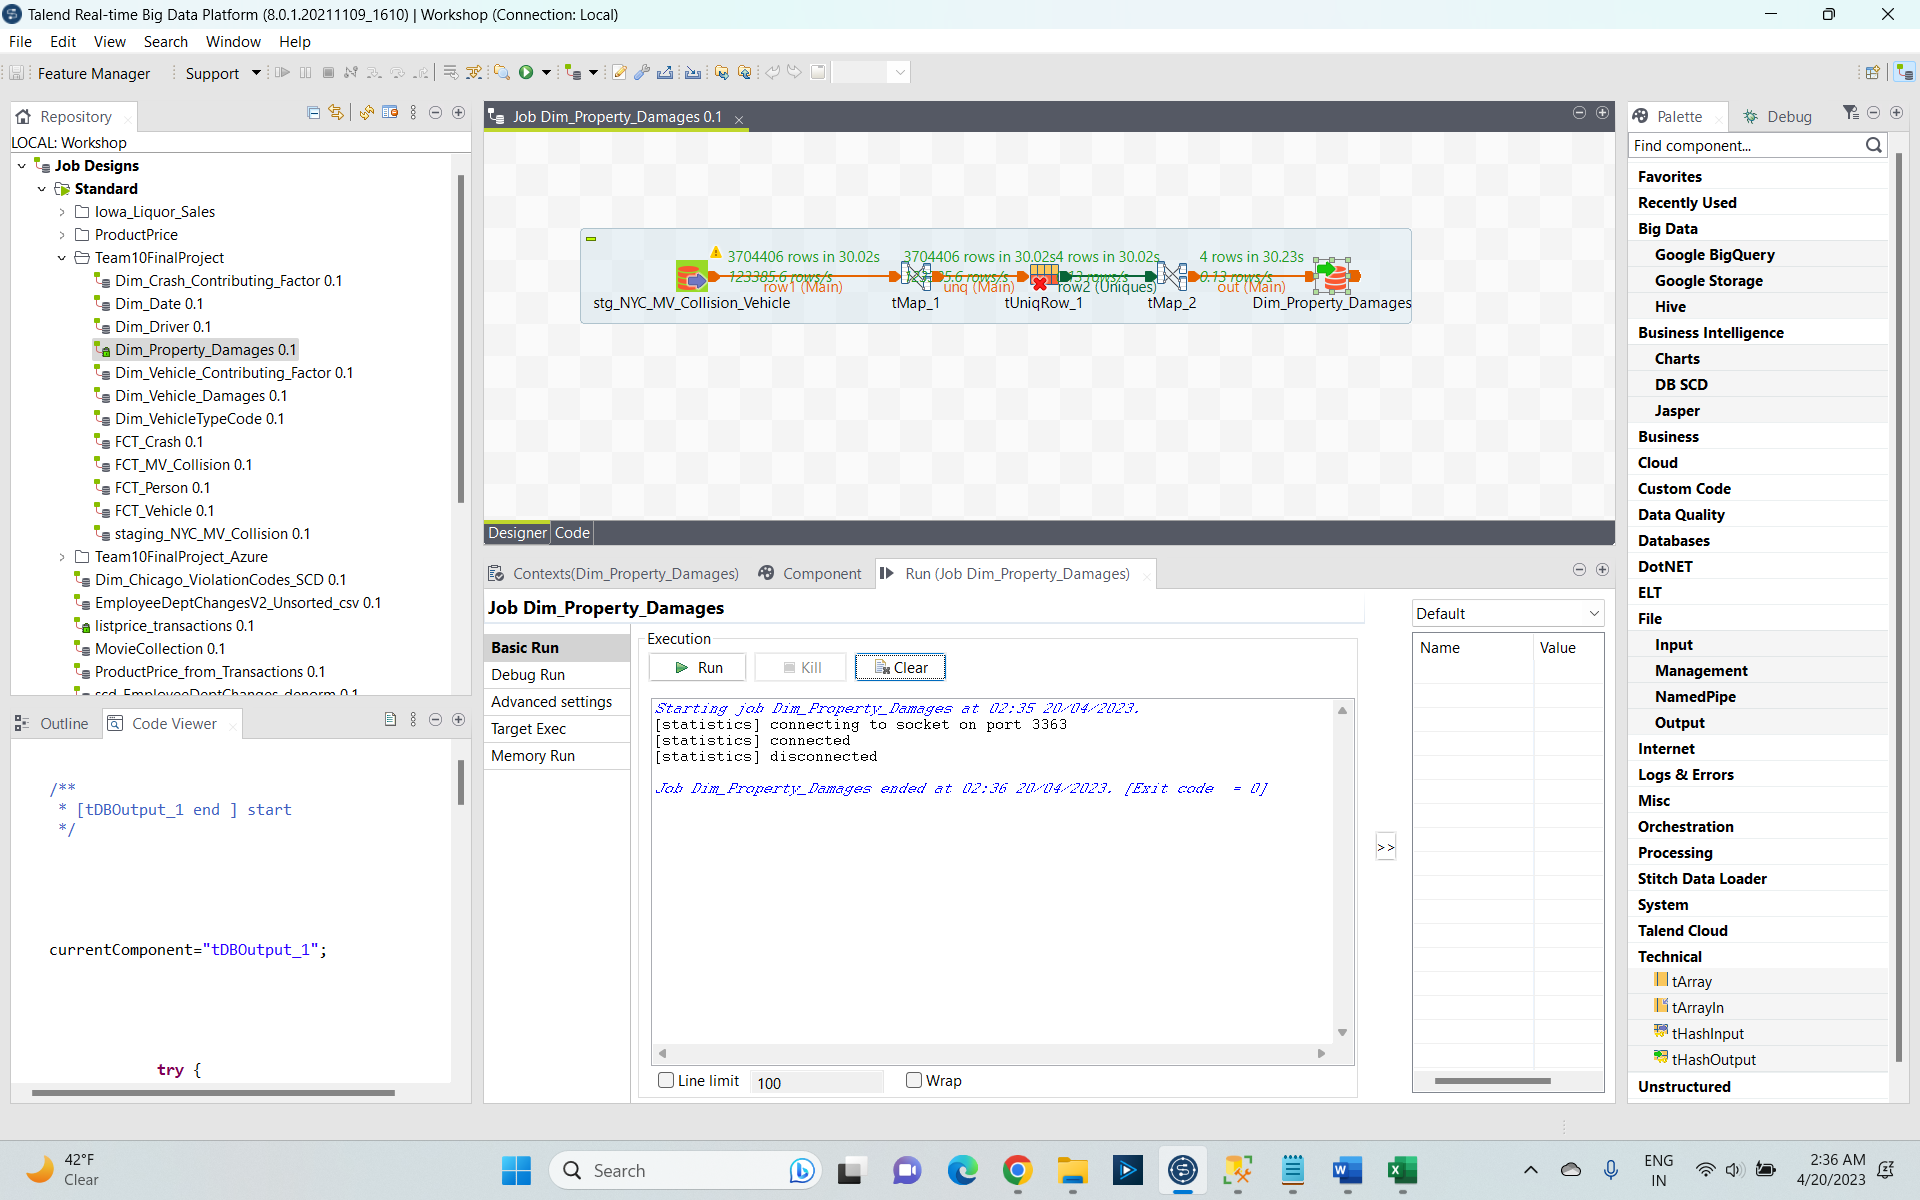 Talend Real-time Big Data Platform (8.0.1.20211109_1610) | Workshop (Connection: Local)
File Edit View Search Window Help
Feature Manager Support
Repository
LOCAL: Workshop
Job Designs
Standard
Iowa_Liquor_Sales
ProductPrice
Team10FinalProject
Dim_Crash_Contributing_Factor 0.1
Dim_Date 0.1
Dim_Driver 0.1
Dim_Property_Damages 0.1
Dim_Vehicle_Contributing_Factor 0.1
Dim_Vehicle_Damages 0.1
Dim_VehicleTypeCode 0.1
FCT_Crash 0.1
FCT_MV_Collision 0.1
FCT_Person 0.1
FCT_Vehicle 0.1
staging_NYC_MV_Collision 0.1
Team10FinalProject_Azure
Dim_Chicago_ViolationCodes_SCD 0.1
EmployeeDeptChangesV2_Unsorted_csv 0.1
listprice_transactions 0.1
MovieCollection 0.1
ProductPrice_from_Transactions 0.1
scd_EmployeeDeptChanges_denorm 0.1
Outline Code Viewer
/**
* [tDBOutput_1 end ] start
*/
currentComponent="tDBOutput_1";
try {
Job Dim_Property_Damages 0.1
3704406 rows in 30.02s 3704406 rows in 30.02s 4 rows in 30.02s 4 rows in 30.23s
123385.6 rows/s 0.13 rows/s
row1 (Main) unq (Main) row2 (Uniques) out (Main)
stg_NYC_MV_Collision_Vehicle tMap_1 tUniqRow_1 tMap_2 Dim_Property_Damages
Designer Code
Contexts(Dim_Property_Damages) Component Run (Job Dim_Property_Damages)
Job Dim_Property_Damages
Basic Run
Debug Run
Advanced settings
Target Exec
Memory Run
Execution
Run Kill Clear
Starting job Dim_Property_Damages at 02:35 20/04/2023.
[statistics] connecting to socket on port 3363
[statistics] connected
[statistics] disconnected
Job Dim_Property_Damages ended at 02:36 20/04/2023. [Exit code = 0]
Line limit 100 Wrap
>>
Default
Name Value
Palette Debug
Find component...
Favorites
Recently Used
Big Data
Google BigQuery
Google Storage
Hive
Business Intelligence
Charts
DB SCD
Jasper
Business
Cloud
Custom Code
Data Quality
Databases
DotNET
ELT
File
Input
Management
NamedPipe
Output
Internet
Logs & Errors
Misc
Orchestration
Processing
Stitch Data Loader
System
Talend Cloud
Technical
tArray
tArrayIn
tHashInput
tHashOutput
Unstructured
42°F
Clear
Search
ENG
IN
2:36 AM
4/20/2023